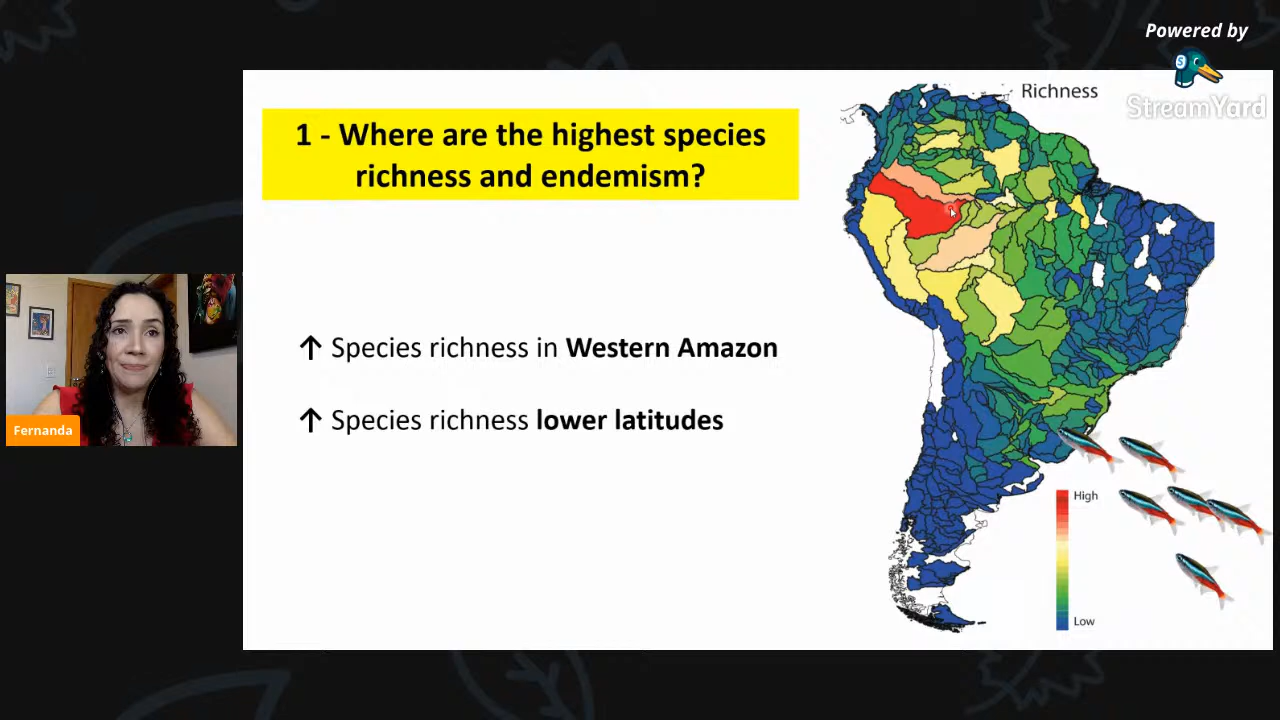 Powered by
StreamYard
1 - Where are the highest species
richness and endemism?
Richness
↑ Species richness in Western Amazon
↑ Species richness lower latitudes
High
Low
Fernanda